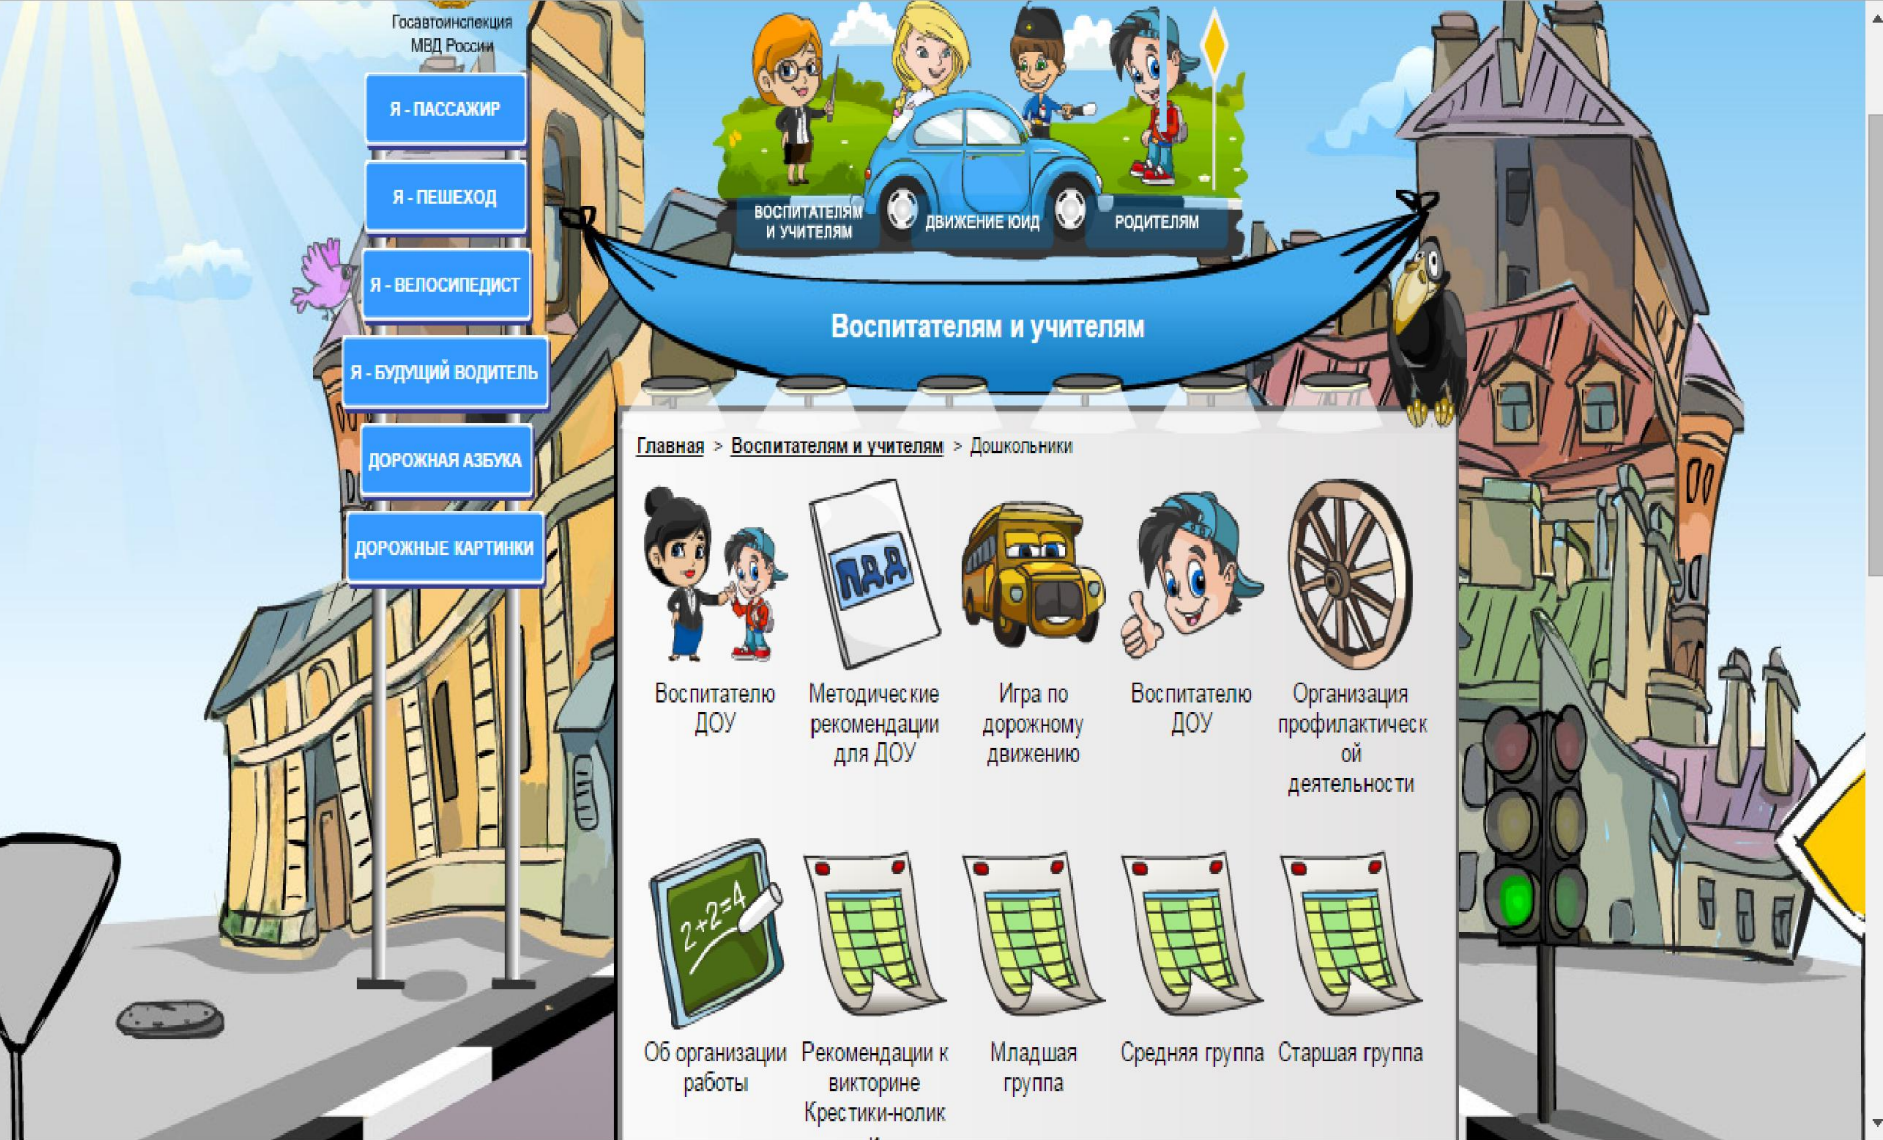 Госавтоинспекция
МВД России
Я - ПАССАЖИР
Я - ПЕШЕХОД
Я - ВЕЛОСИПЕДИСТ
Я - БУДУЩИЙ ВОДИТЕЛЬ
ДОРОЖНАЯ АЗБУКА
ДОРОЖНЫЕ КАРТИНКИ
ВОСПИТАТЕЛЯМ
И УЧИТЕЛЯМ
ДВИЖЕНИЕ ЮИД
РОДИТЕЛЯМ
Воспитателям и учителям
Главная > Воспитателям и учителям > Дошкольники
ПДД
Воспитателю
ДОУ
Методические
рекомендации
для ДОУ
Игра по
дорожному
движению
Воспитателю
ДОУ
Организация
профилактическ
ой
деятельности
2+2=4
Об организации
работы
Рекомендации к
викторине
Крестики-нолик
и
Младшая
группа
Средняя группа
Старшая группа